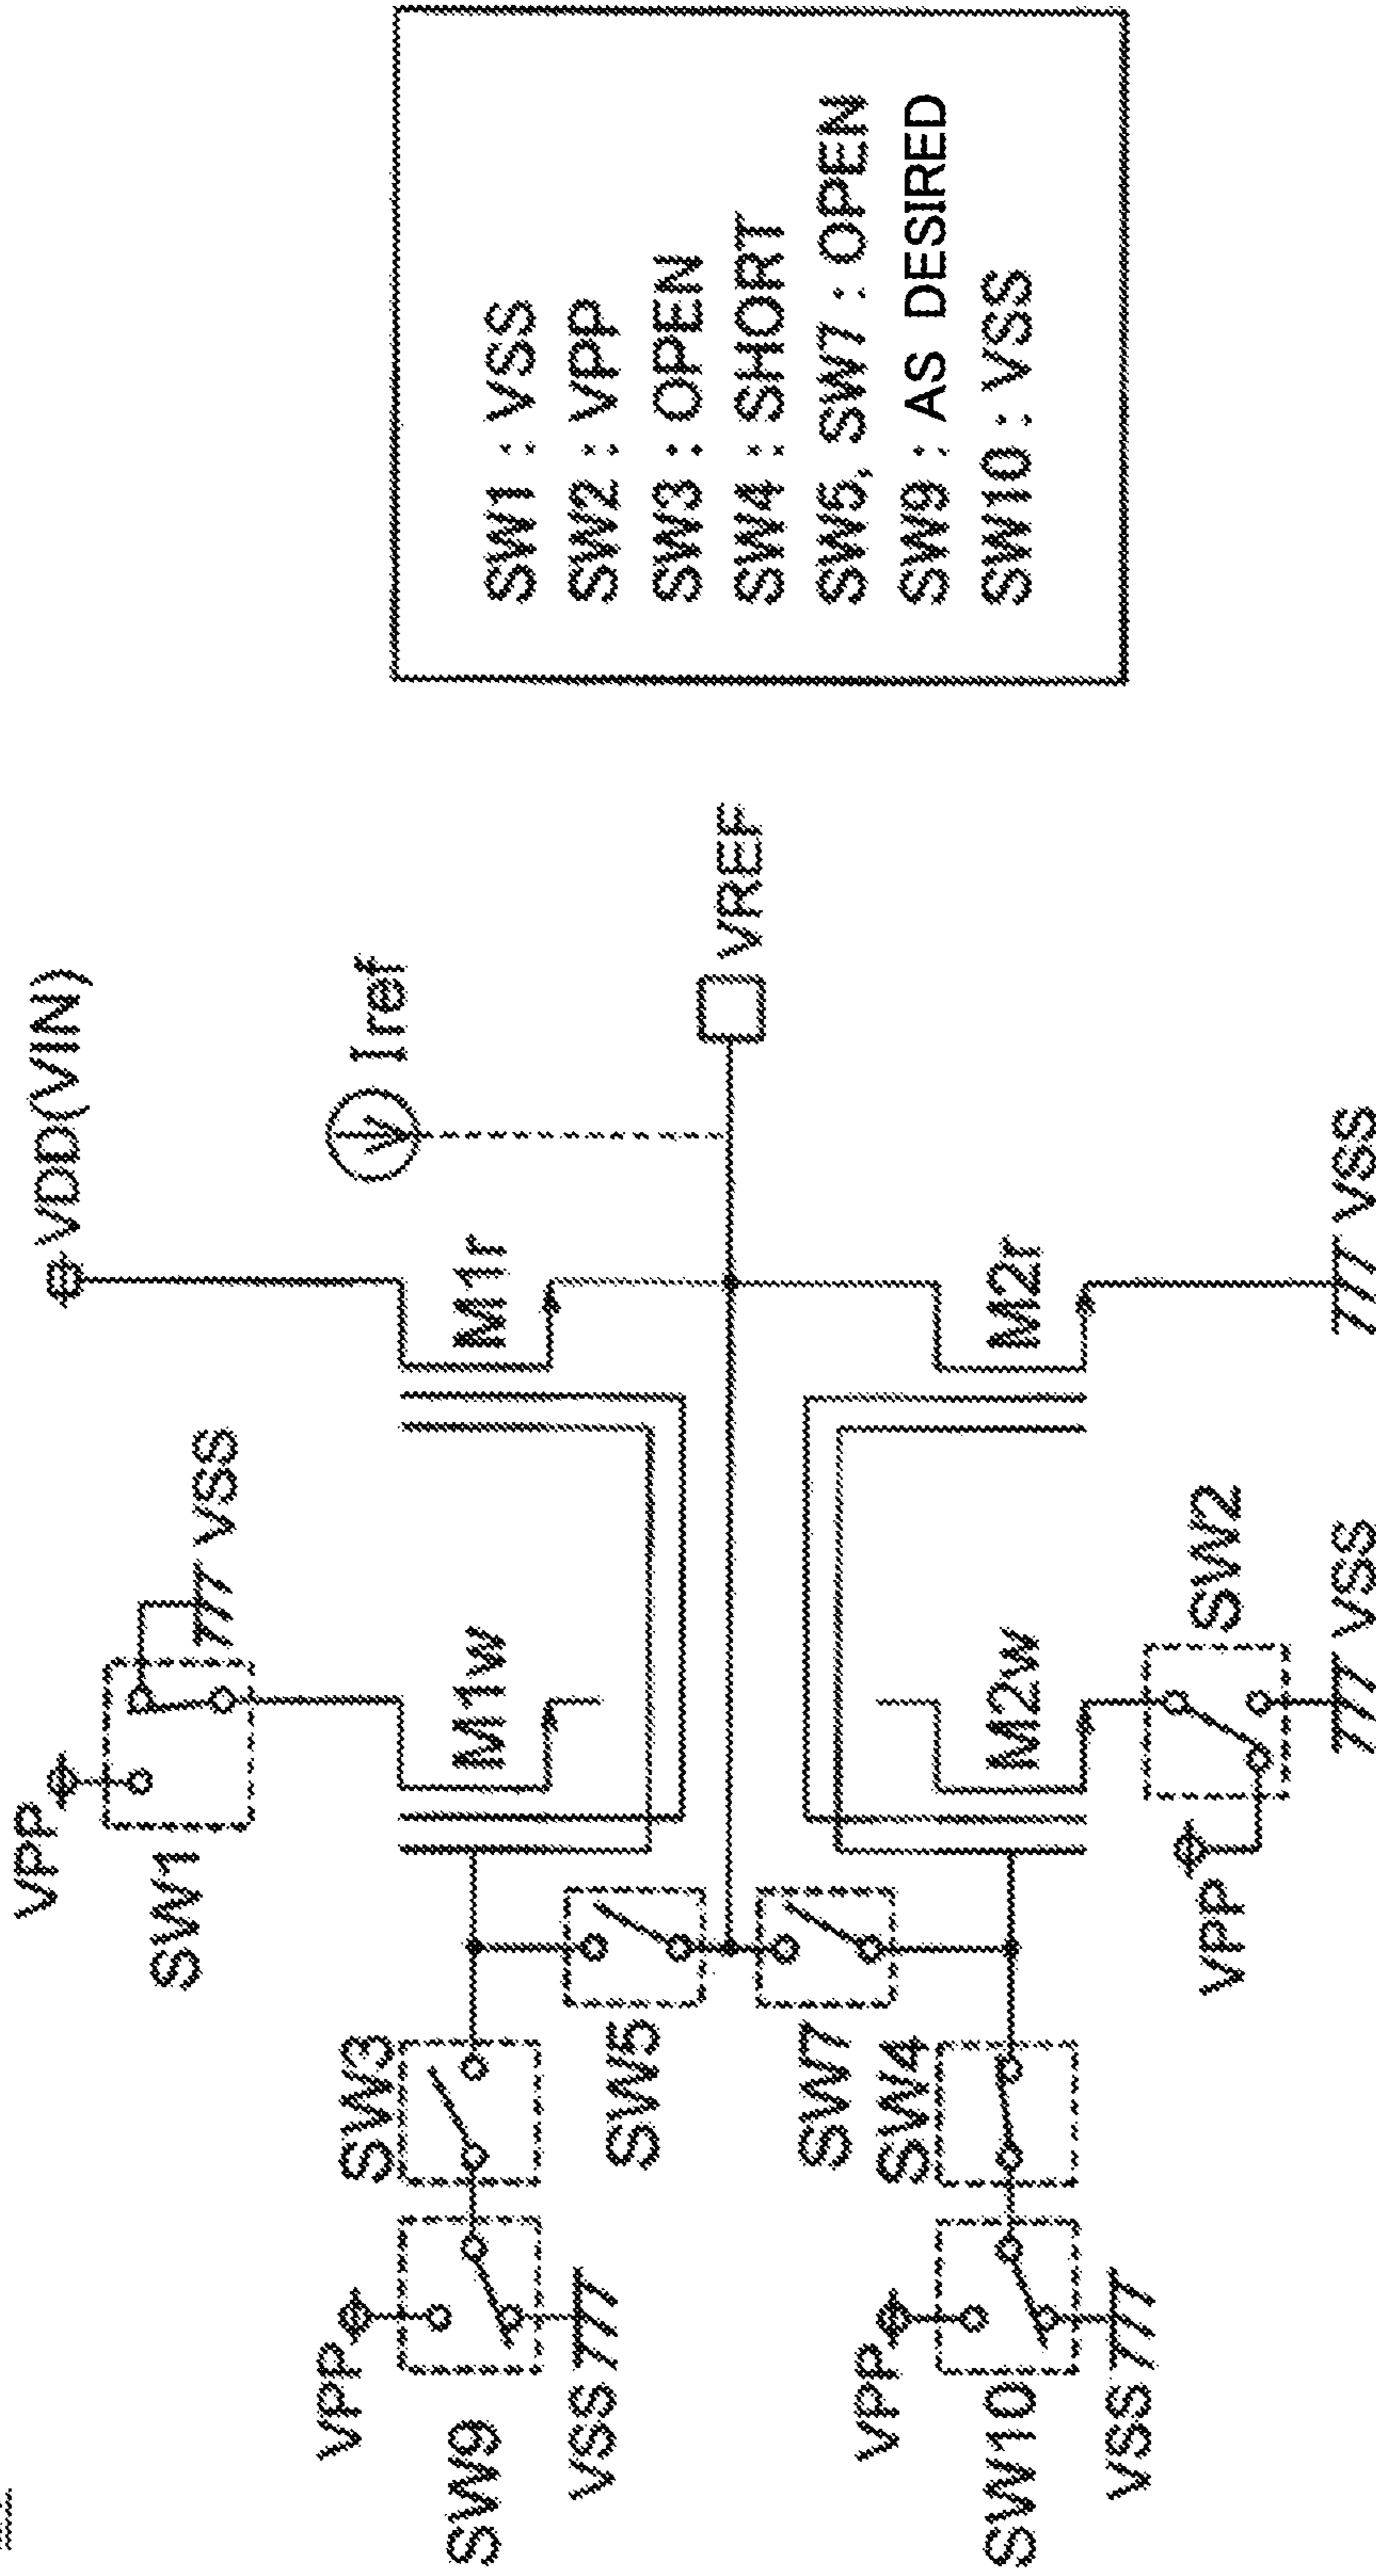 VDD(VIN)
VPP
VSS
SW1
Iref
VPP
SW3
M1w
M1r
SW9
VSS
SW5
VREF
SW7
VPP
SW4
M2w
M2r
SW10
VSS
VPP
SW2
VSS
VSS
SW1 : VSS
SW2 : VPP
SW3 : OPEN
SW4 : SHORT
SW5, SW7 : OPEN
SW9 : AS DESIRED
SW10 : VSS